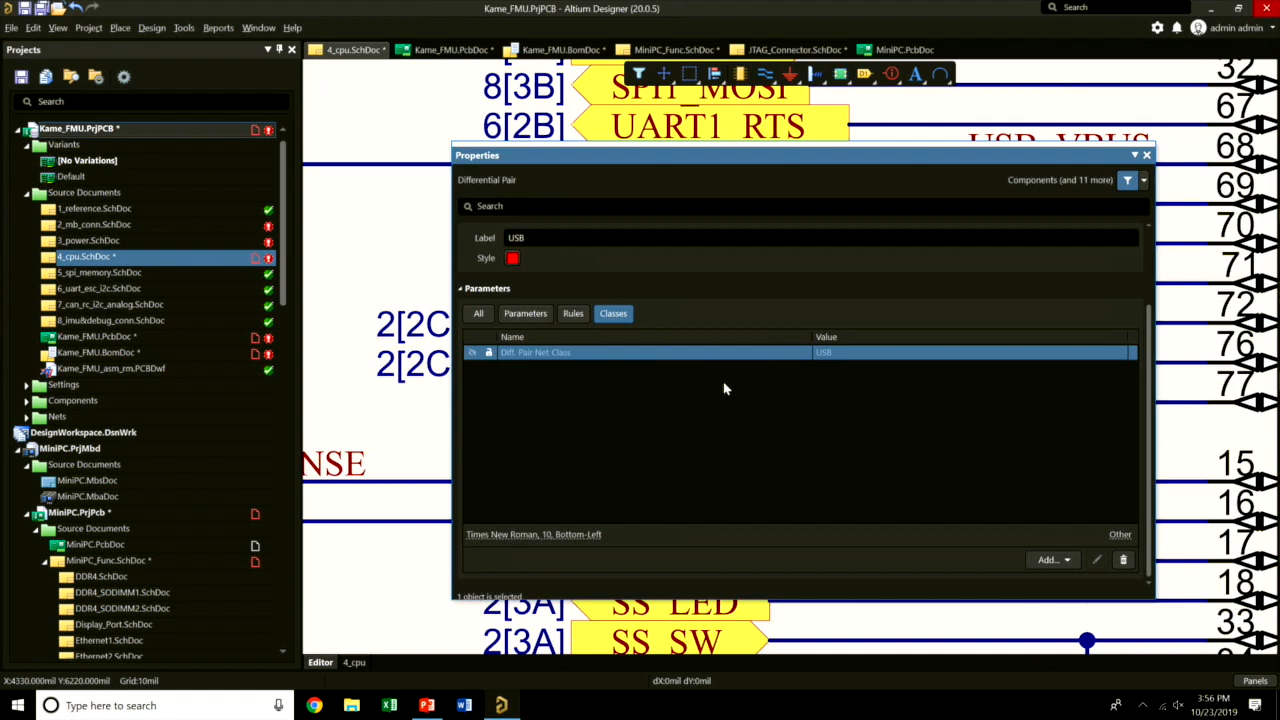 Kame_FMU.PrjPCB - Altium Designer (20.0.5)
Search
File Edit View Project Place Design Tools Reports Window Help
admin admin
Projects
4_cpu.SchDoc *
Kame_FMU.PcbDoc *
Kame_FMU.BomDoc *
MiniPC_Func.SchDoc *
JTAG_Connector.SchDoc *
MiniPC.PcbDoc
Search
Kame_FMU.PrjPCB *
Variants
[No Variations]
Default
Source Documents
1_reference.SchDoc
2_mb_conn.SchDoc
3_power.SchDoc
4_cpu.SchDoc *
5_spi_memory.SchDoc
6_uart_esc_i2c.SchDoc
7_can_rc_i2c_analog.SchDoc
8_imu&debug_conn.SchDoc
Kame_FMU.PcbDoc *
Kame_FMU.BomDoc *
Kame_FMU_asm_rm.PCBDwf
Settings
Components
Nets
DesignWorkspace.DsnWrk
MiniPC.PrjMbd
Source Documents
MiniPC.MbsDoc
MiniPC.MbaDoc
MiniPC.PrjPcb *
Source Documents
MiniPC.PcbDoc
MiniPC_Func.SchDoc *
DDR4.SchDoc
DDR4_SODIMM1.SchDoc
DDR4_SODIMM2.SchDoc
Display_Port.SchDoc
Ethernet1.SchDoc
Ethernet2.SchDoc
8[3B]
6[2B] UART1_RTS
2[2C
2[2C
NSE
2[3A] SS_LED
2[3A] SS_SW
32
67
68
69
70
71
72
76
77
15
16
17
18
33
Properties
Differential Pair
Components (and 11 more)
Search
Label USB
Style
Parameters
All Parameters Rules Classes
Name Value
Diff. Pair Net Class USB
Times New Roman, 10, Bottom-Left
Other
Add...
1 object is selected
Editor 4_cpu
X:4330.000mil Y:6220.000mil Grid:10mil
dX:0mil dY:0mil
Panels
Type here to search
3:56 PM
10/23/2019